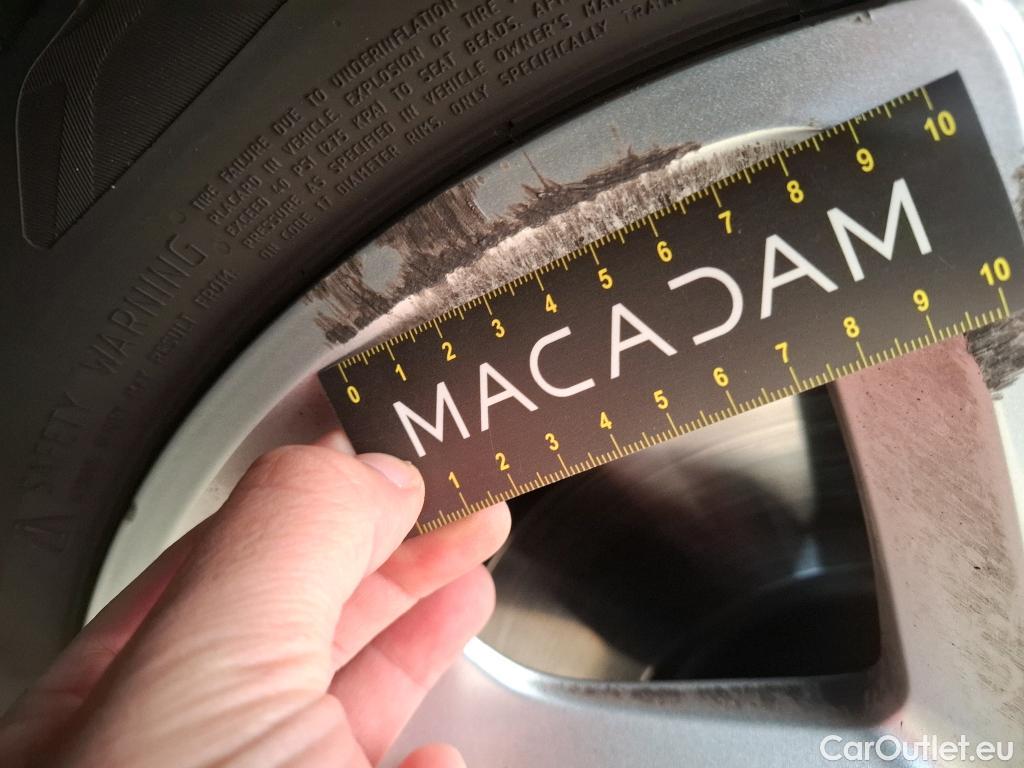 TIRE FAILURE DUE TO UNDERINFLATION
PLACARD IN VEHICLE EXPLOSION OF TIRE
EXCEED 40 PSI (275 KPA) TO SEAT BEADS.
PRESSURE AS SPECIFIED IN VEHICLE OWNER'S
ON CODE 17 DIAMETER RIMS. ONLY SPECIFICALLY
SAFETY WARNING
RESULT FROM
0 1 2 3 4 5 6 7 8 9 10
MACADAM
1 2 3 4 5 6 7 8 9 10
CarOutlet.eu